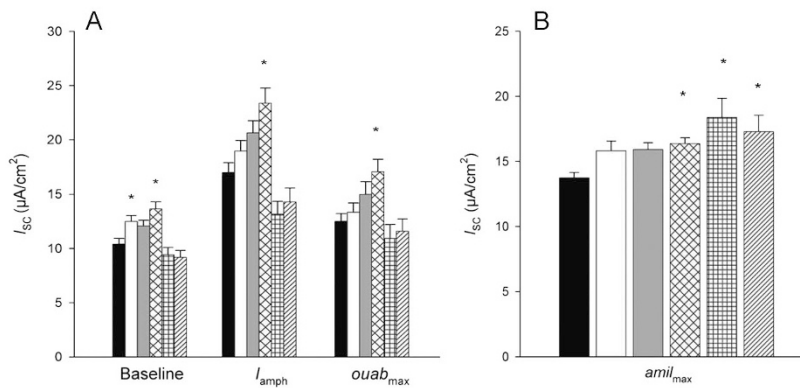 A
I_SC (µA/cm²)
30
25
20
15
10
5
0
* * * *
Baseline I_amph ouab_max
B
I_SC (µA/cm²)
25
20
15
10
5
0
* * *
amil_max